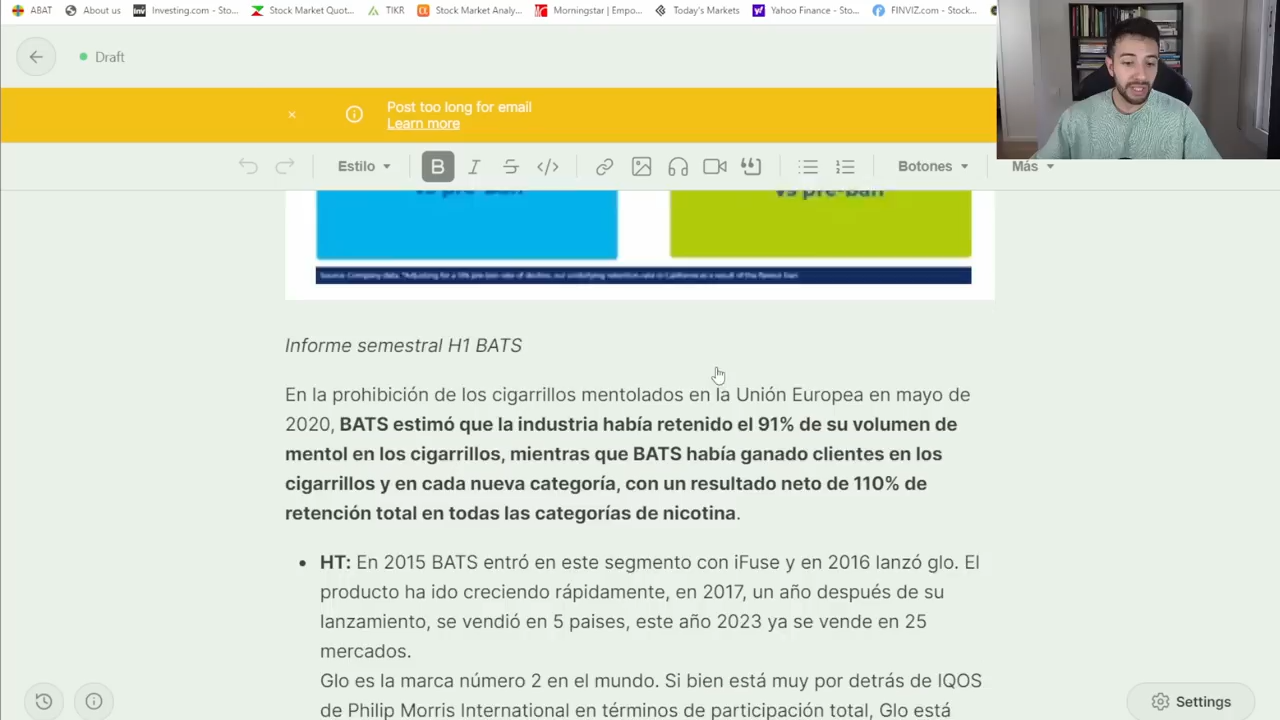 ABAT
About us
inv
Investing.com - Sto...
Stock Market Quot...
TIKR
Stock Market Analy...
Morningstar | Empo...
Today's Markets
Yahoo Finance - Sto...
FINVIZ.com - Stock...
Draft
Post too long for email
Learn more
Estilo
B
Botones
Más
vs pre-ban
vs pre-ban
Informe semestral H1 BATS
En la prohibición de los cigarrillos mentolados en la Unión Europea en mayo de
2020, BATS estimó que la industria había retenido el 91% de su volumen de
mentol en los cigarrillos, mientras que BATS había ganado clientes en los
cigarrillos y en cada nueva categoría, con un resultado neto de 110% de
retención total en todas las categorías de nicotina.
HT: En 2015 BATS entró en este segmento con iFuse y en 2016 lanzó glo. El
producto ha ido creciendo rápidamente, en 2017, un año después de su
lanzamiento, se vendió en 5 paises, este año 2023 ya se vende en 25
mercados.
Glo es la marca número 2 en el mundo. Si bien está muy por detrás de IQOS
de Philip Morris International en términos de participación total, Glo está
Settings